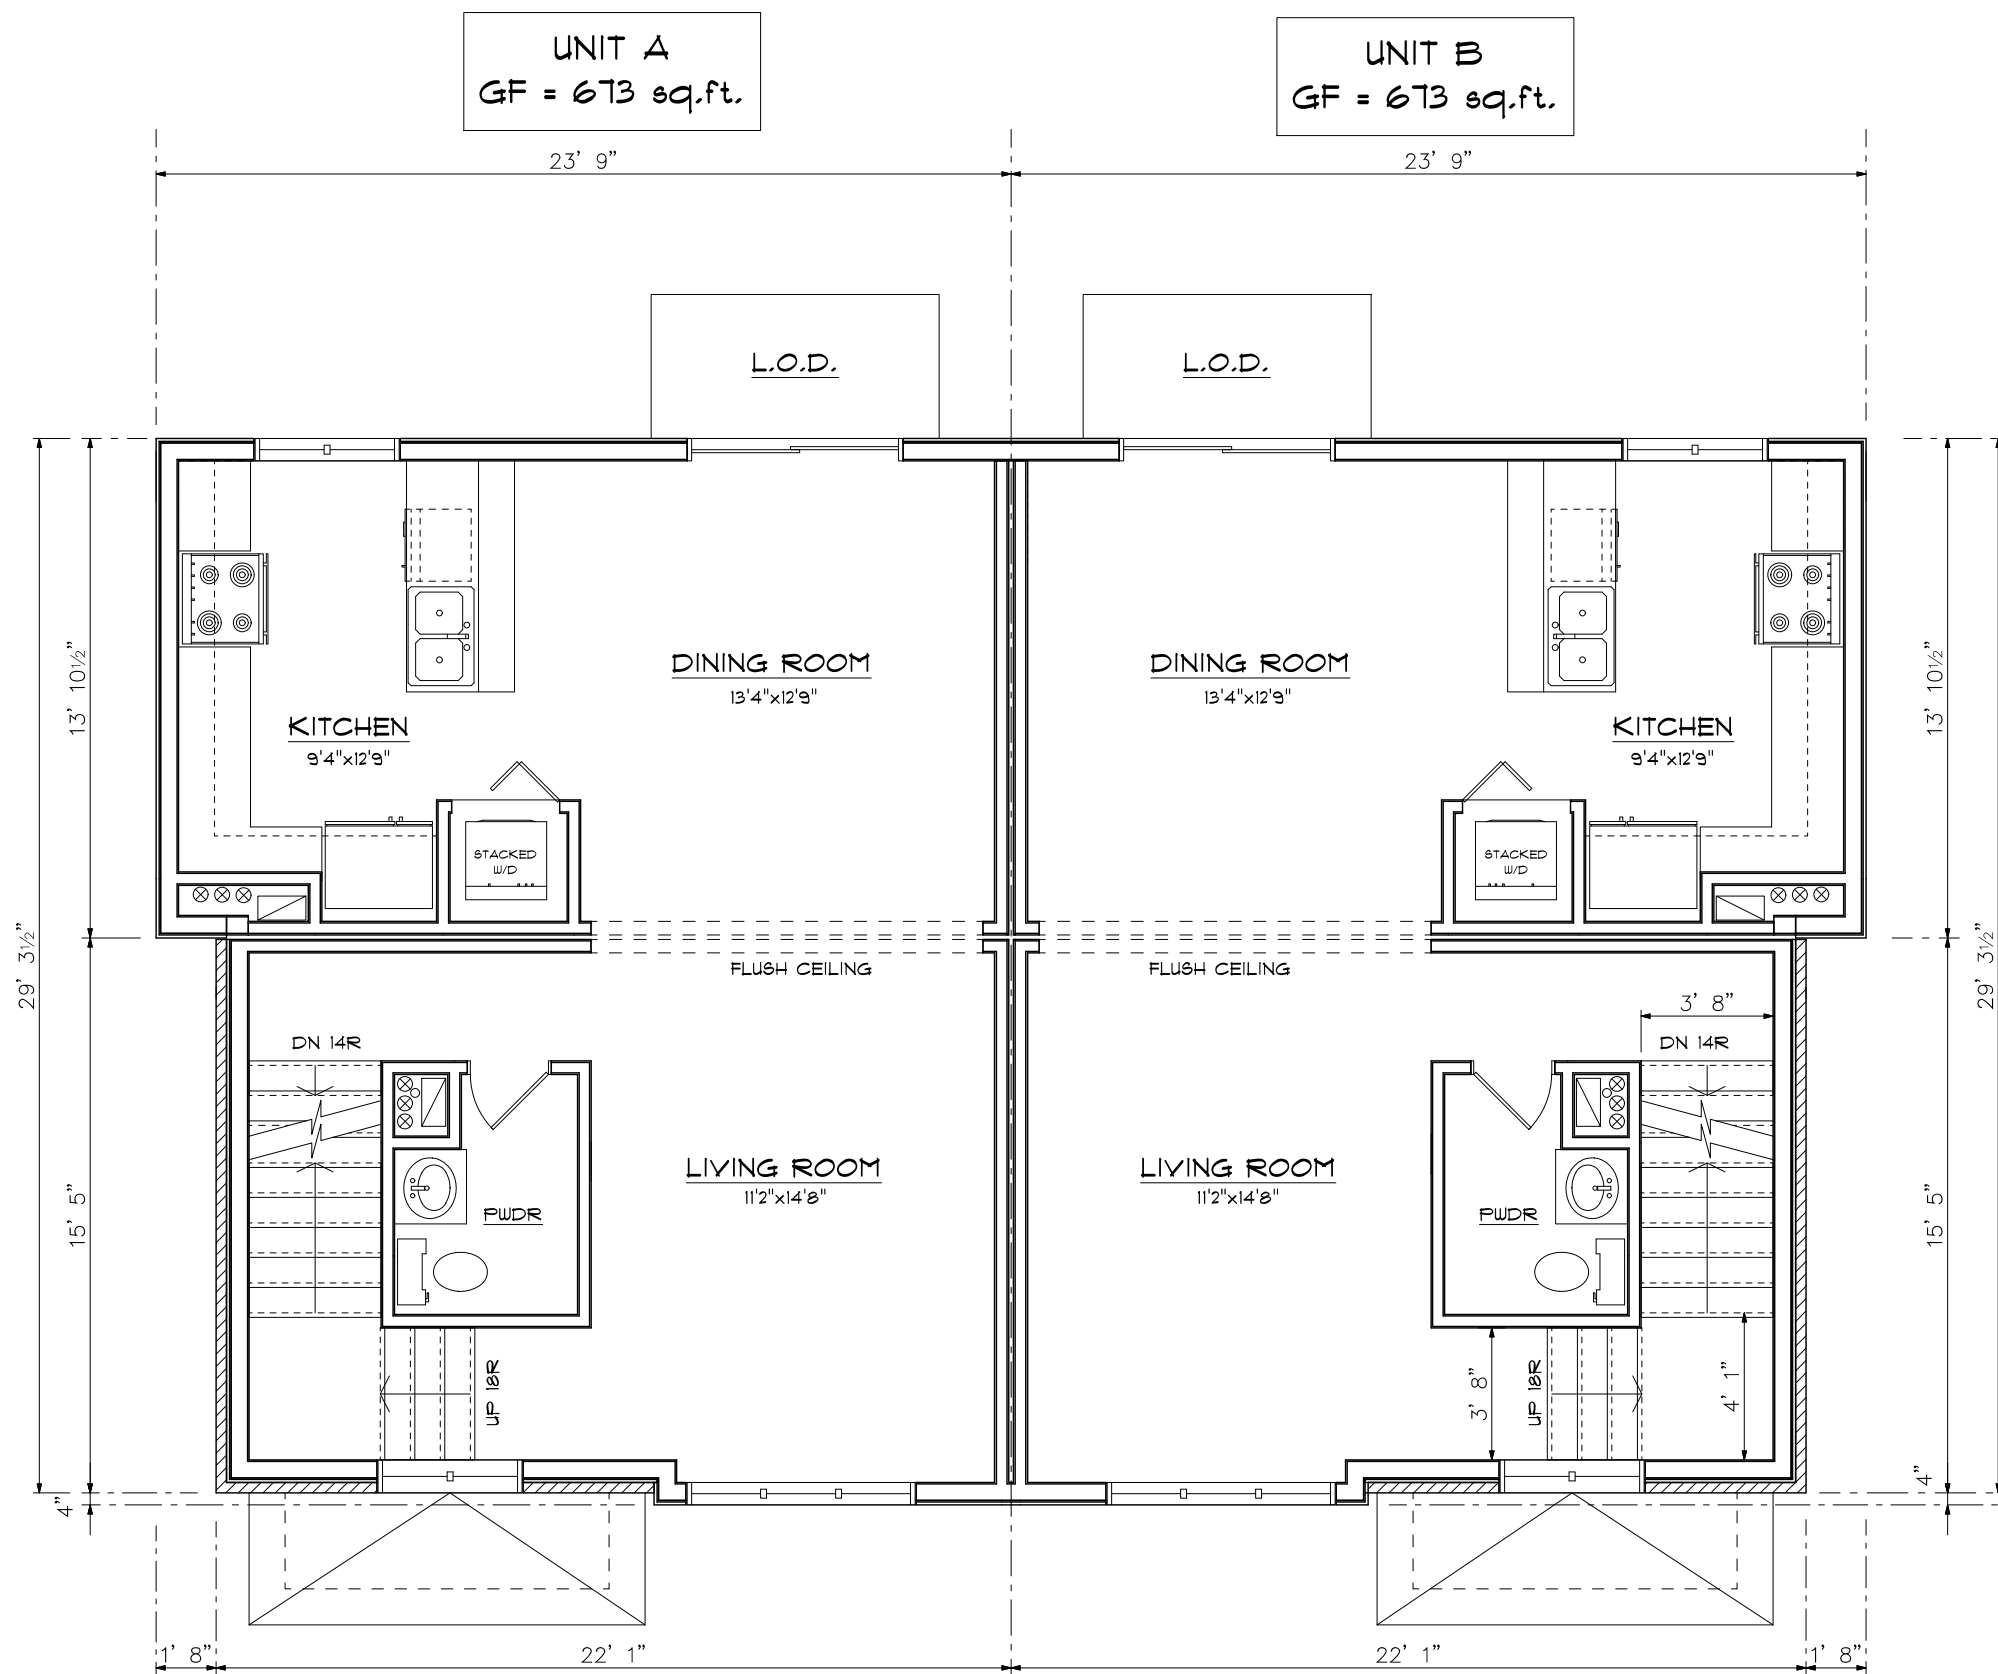 UNIT A
GF = 673 sq.ft.
UNIT B
GF = 673 sq.ft.
23' 9"
23' 9"
L.O.D.
L.O.D.
DINING ROOM
13'4"x12'9"
DINING ROOM
13'4"x12'9"
KITCHEN
9'4"x12'9"
KITCHEN
9'4"x12'9"
13' 10½"
13' 10½"
STACKED
W/D
STACKED
W/D
FLUSH CEILING
FLUSH CEILING
29' 3½"
29' 3½"
3' 8"
DN 14R
DN 14R
LIVING ROOM
11'2"x14'8"
LIVING ROOM
11'2"x14'8"
PWDR
PWDR
15' 5"
15' 5"
UP 18R
3' 8"
UP 18R
4' 1"
4"
4"
1' 8"
22' 1"
22' 1"
1' 8"